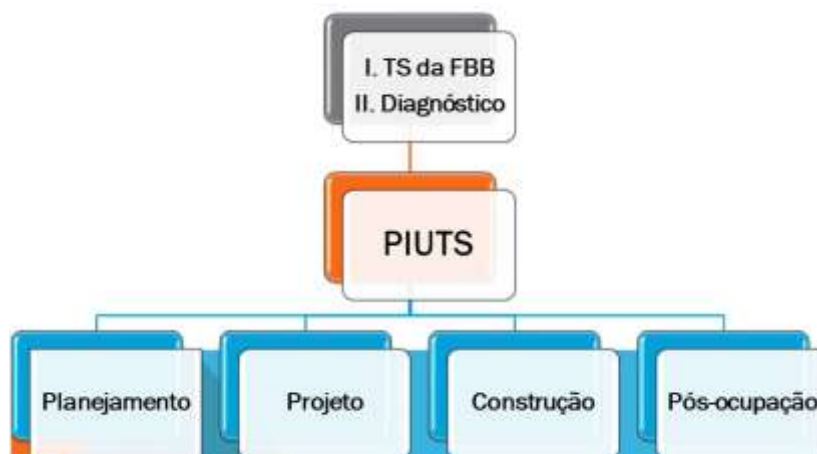 I. TS da FBB
II. Diagnóstico
PIUTS
Planejamento
Projeto
Construção
Pós-ocupação